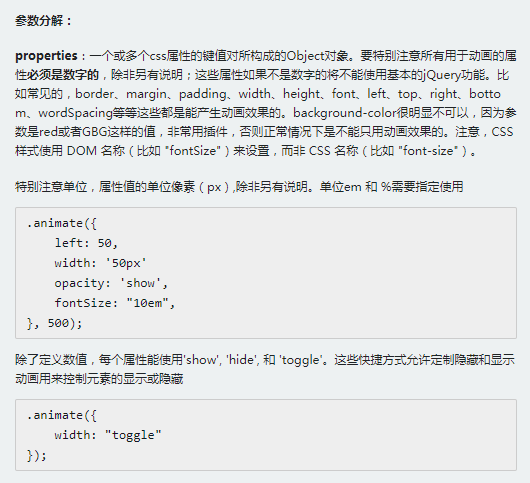 参数分解：
properties：一个或多个css属性的键值对所构成的Object对象。要特别注意所有用于动画的属
性必须是数字的，除非另有说明；这些属性如果不是数字的将不能使用基本的jQuery功能。比
如常见的，border、margin、padding、width、height、font、left、top、right、botto
m、wordSpacing等等这些都是能产生动画效果的。background-color很明显不可以，因为参
数是red或者GBG这样的值，非常用插件，否则正常情况下是不能只用动画效果的。注意，CSS
样式使用 DOM 名称（比如 "fontSize"）来设置，而非 CSS 名称（比如 "font-size"）。
特别注意单位，属性值的单位像素（px）,除非另有说明。单位em 和 %需要指定使用
.animate({
    left: 50,
    width: '50px'
    opacity: 'show',
    fontSize: "10em",
}, 500);
除了定义数值，每个属性能使用'show', 'hide', 和 'toggle'。这些快捷方式允许定制隐藏和显示
动画用来控制元素的显示或隐藏
.animate({
    width: "toggle"
});